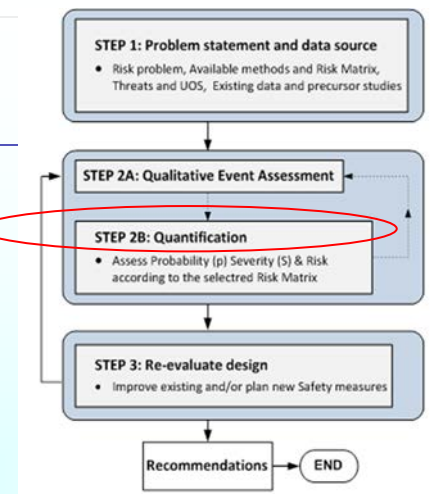 STEP 1: Problem statement and data source
• Risk problem, Available methods and Risk Matrix,
Threats and UOS, Existing data and precursor studies
STEP 2A: Qualitative Event Assessment
STEP 2B: Quantification
• Assess Probability (p) Severity (S) & Risk
according to the selectred Risk Matrix
STEP 3: Re-evaluate design
• Improve existing and/or plan new Safety measures
Recommendations
END